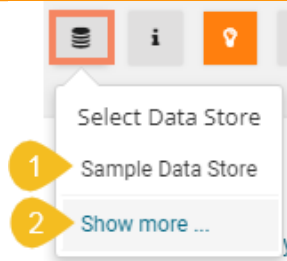 i
Select Data Store
1 Sample Data Store
2 Show more ...